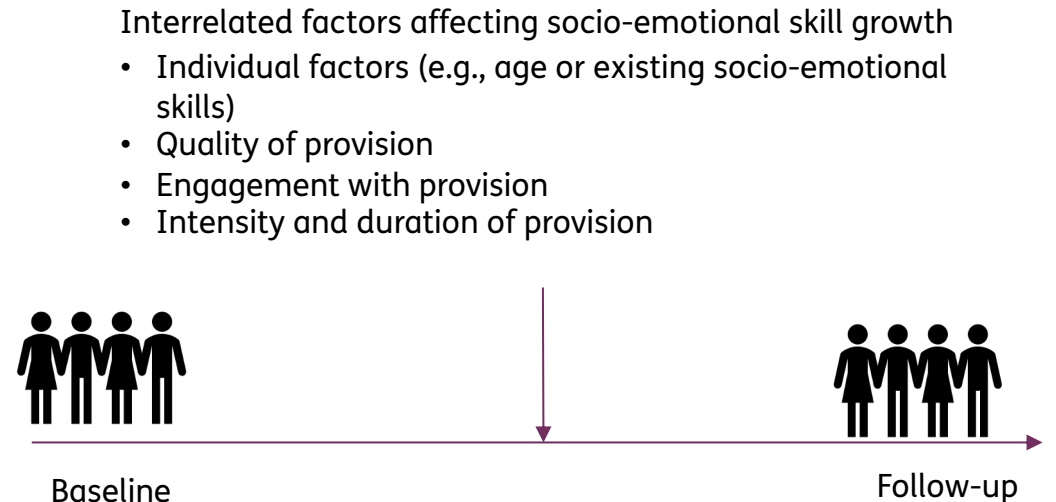 Interrelated factors affecting socio-emotional skill growth
• Individual factors (e.g., age or existing socio-emotional
skills)
• Quality of provision
• Engagement with provision
• Intensity and duration of provision
Baseline
Follow-up